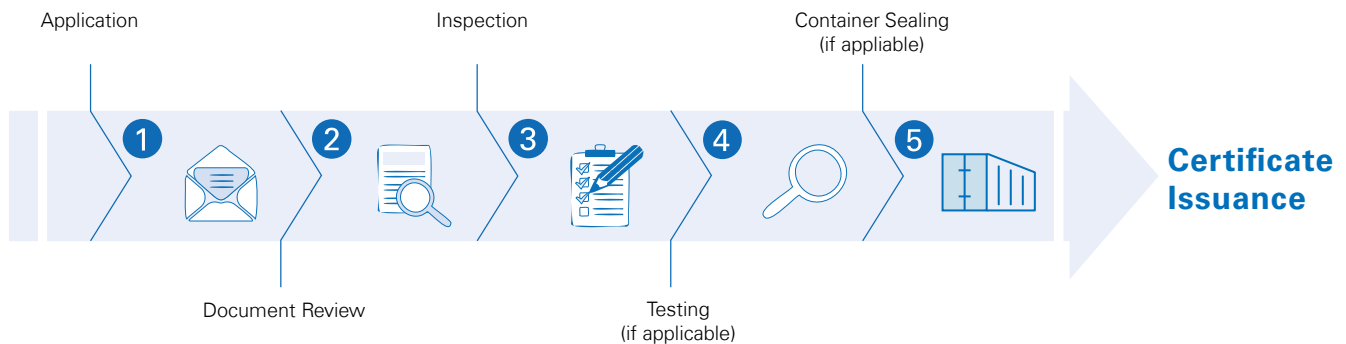 Application
Inspection
Container Sealing
(if appliable)
1
2
3
4
5
Certificate
Issuance
Document Review
Testing
(if applicable)